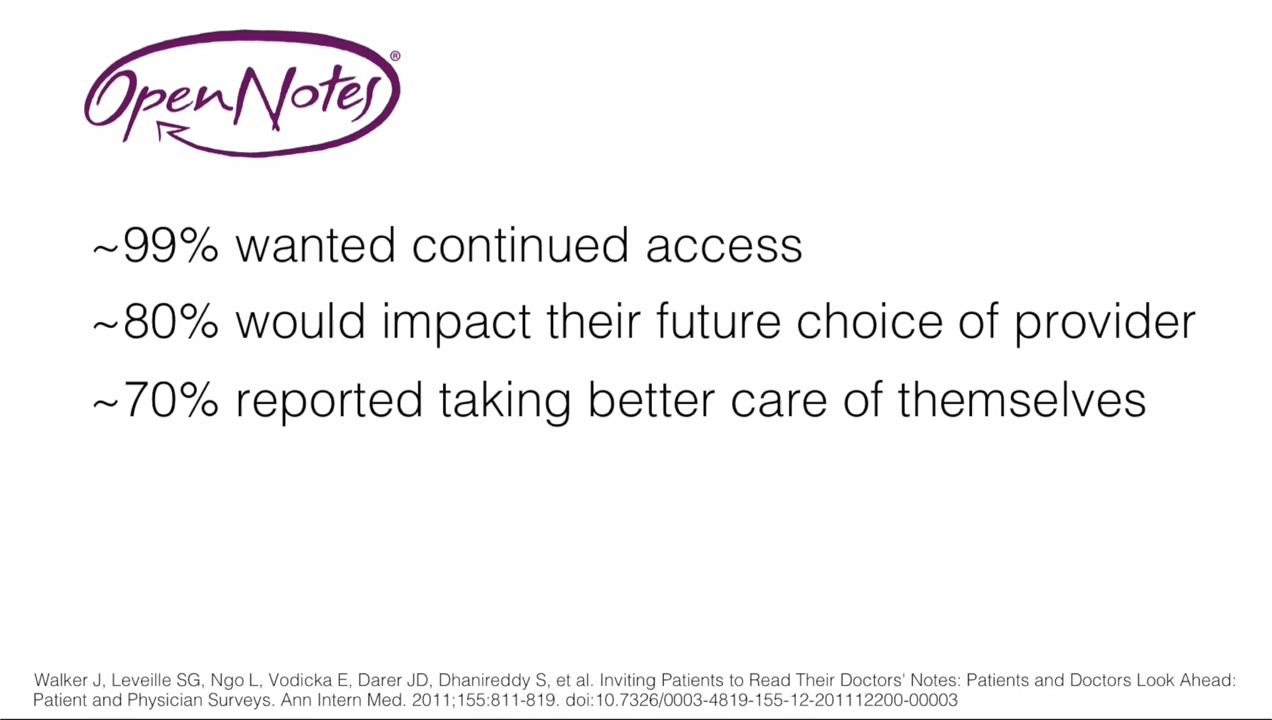 OpenNotes®
~99% wanted continued access
~80% would impact their future choice of provider
~70% reported taking better care of themselves
Walker J, Leveille SG, Ngo L, Vodicka E, Darer JD, Dhanireddy S, et al. Inviting Patients to Read Their Doctors' Notes: Patients and Doctors Look Ahead:
Patient and Physician Surveys. Ann Intern Med. 2011;155:811-819. doi:10.7326/0003-4819-155-12-201112200-00003